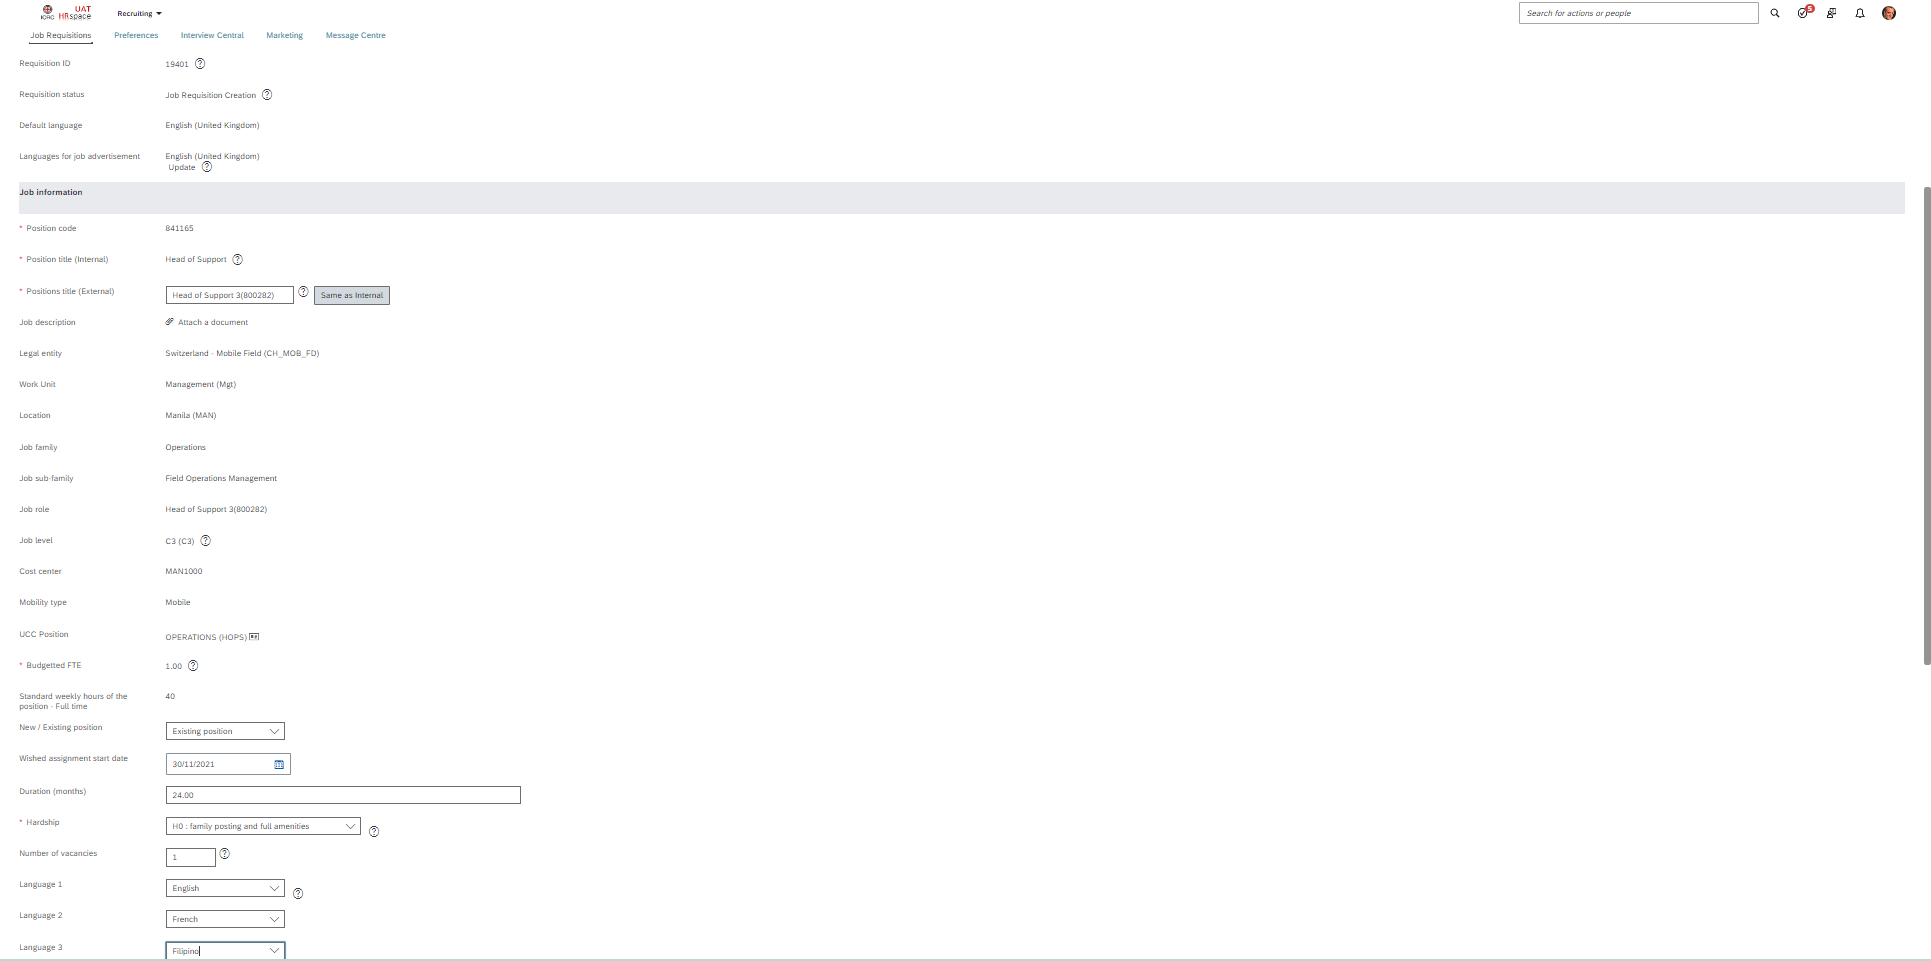 ICRC
UAT
HRspace
Recruiting
Search for actions or people
5
Job Requisitions
Preferences
Interview Central
Marketing
Message Centre
Requisition ID
19401
Requisition status
Job Requisition Creation
Default language
English (United Kingdom)
Languages for job advertisement
English (United Kingdom)
Update
Job information
* Position code
841165
* Position title (Internal)
Head of Support
* Positions title (External)
Head of Support 3(800282)
Same as Internal
Job description
Attach a document
Legal entity
Switzerland - Mobile Field (CH_MOB_FD)
Work Unit
Management (Mgt)
Location
Manila (MAN)
Job family
Operations
Job sub-family
Field Operations Management
Job role
Head of Support 3(800282)
Job level
C3 (C3)
Cost center
MAN1000
Mobility type
Mobile
UCC Position
OPERATIONS (HOPS)
* Budgetted FTE
1.00
Standard weekly hours of the
position - Full time
40
New / Existing position
Existing position
Wished assignment start date
30/11/2021
Duration (months)
24.00
* Hardship
H0 : family posting and full amenities
Number of vacancies
1
Language 1
English
Language 2
French
Language 3
Filipino